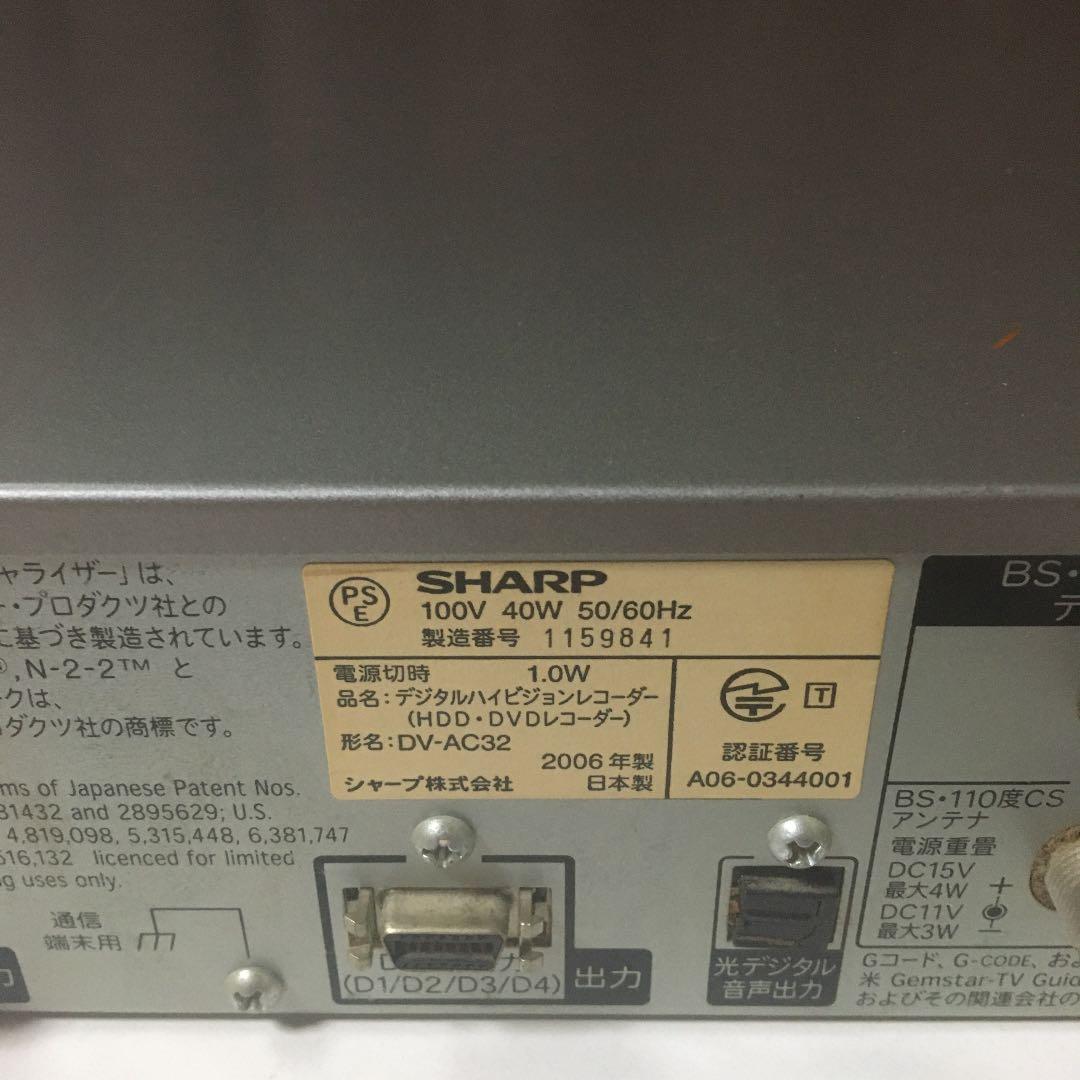 ャライザー」は、
・プロダクツ社との
に基づき製造されています。
,N-2-2™ と
クは、
ダクツ社の商標です。
ms of Japanese Patent Nos.
81432 and 2895629; U.S.
4,819,098, 5,315,448, 6,381,747
516,132 licenced for limited
g uses only.
通信
端末用
力
PS
E
SHARP
100V 40W 50/60Hz
製造番号 1159841
電源切時 1.0W
品名:デジタルハイビジョンレコーダー
(HDD・DVDレコーダー)
形名:DV-AC32
2006年製
シャープ株式会社 日本製
T
認証番号
A06-0344001
(D1/D2/D3/D4)
出力
光デジタル
音声出力
BS・
デ
BS・110度CS
アンテナ
電源重畳
DC15V
最大4W
DC11V
最大3W
+
−
Gコード、G-CODE、およ
米 Gemstar-TV Guid
およびその関連会社の